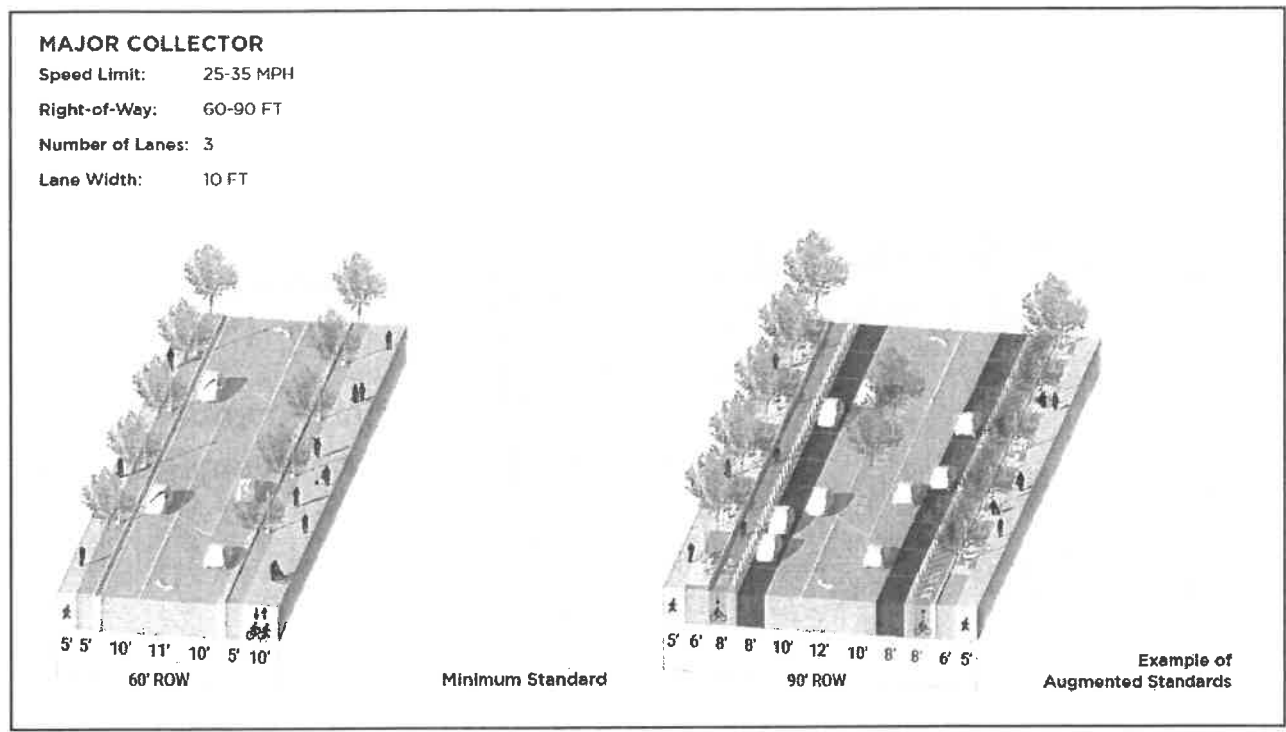 MAJOR COLLECTOR
Speed Limit: 25-35 MPH
Right-of-Way: 60-90 FT
Number of Lanes: 3
Lane Width: 10 FT
5' 5' 10' 11' 10' 5' 10'
60' ROW
Minimum Standard
5' 6' 8' 8' 10' 12' 10' 8' 8' 6' 5'
90' ROW
Example of
Augmented Standards